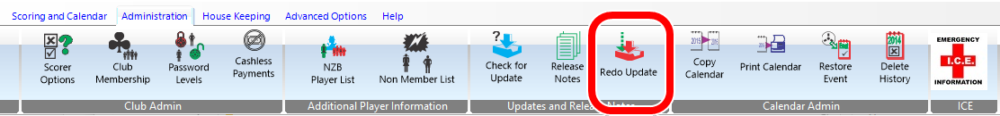 Scoring and Calendar Administration House Keeping Advanced Options Help
Scorer Options
Club Membership
Password Levels
Cashless Payments
NZB Player List
Non Member List
?
Check for Update
Release Notes
Redo Update
2015 2016
Copy Calendar
Print Calendar
End
Restore Event
2014
Delete History
EMERGENCY
I.C.E.
INFORMATION
Club Admin
Additional Player Information
Updates and Relea Notes
Calendar Admin
ICE